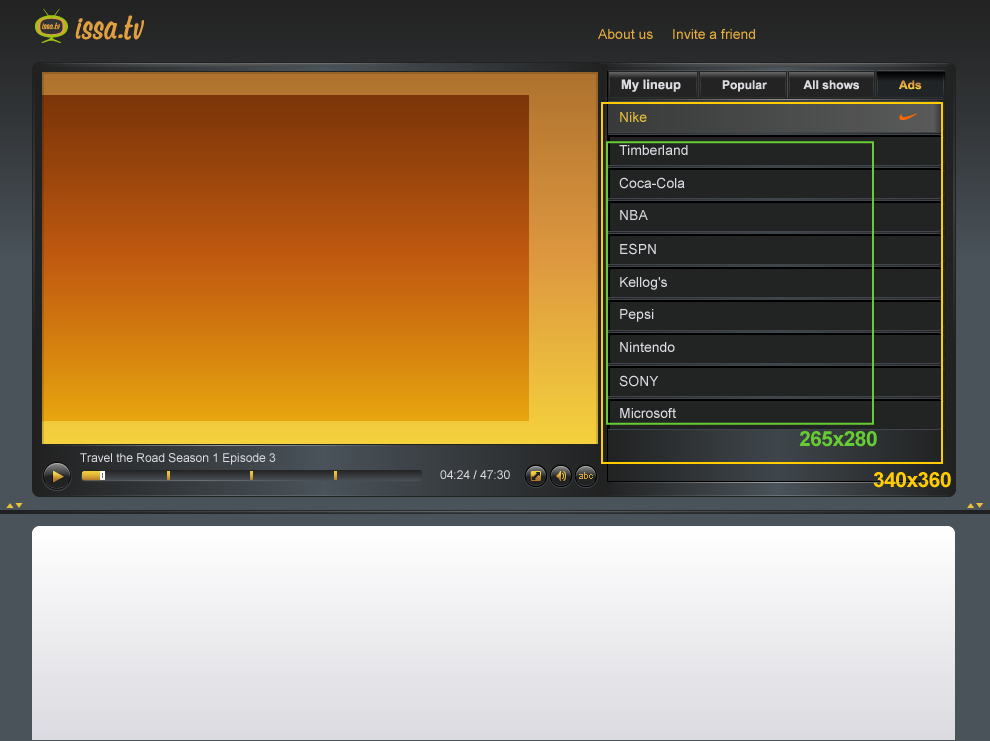 issa.tv issa.tv
About us Invite a friend
My lineup Popular All shows Ads
Nike
Timberland
Coca-Cola
NBA
ESPN
Kellog's
Pepsi
Nintendo
SONY
Microsoft
265x280
340x360
Travel the Road Season 1 Episode 3
04:24 / 47:30 abc